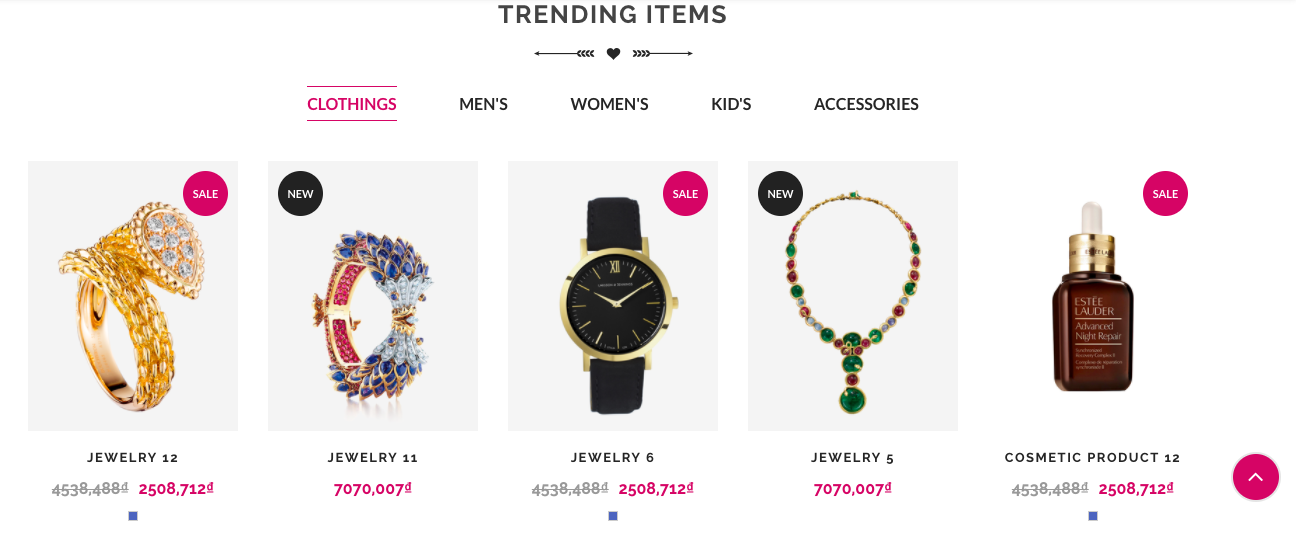 TRENDING ITEMS
CLOTHINGS MEN'S WOMEN'S KID'S ACCESSORIES
SALE NEW SALE NEW SALE
XII
ESTĒE
LAUDER
Advanced
Night Repair
JEWELRY 12 JEWELRY 11 JEWELRY 6 JEWELRY 5 COSMETIC PRODUCT 12
4538,488₫ 2508,712₫ 7070,007₫ 4538,488₫ 2508,712₫ 7070,007₫ 4538,488₫ 2508,712₫